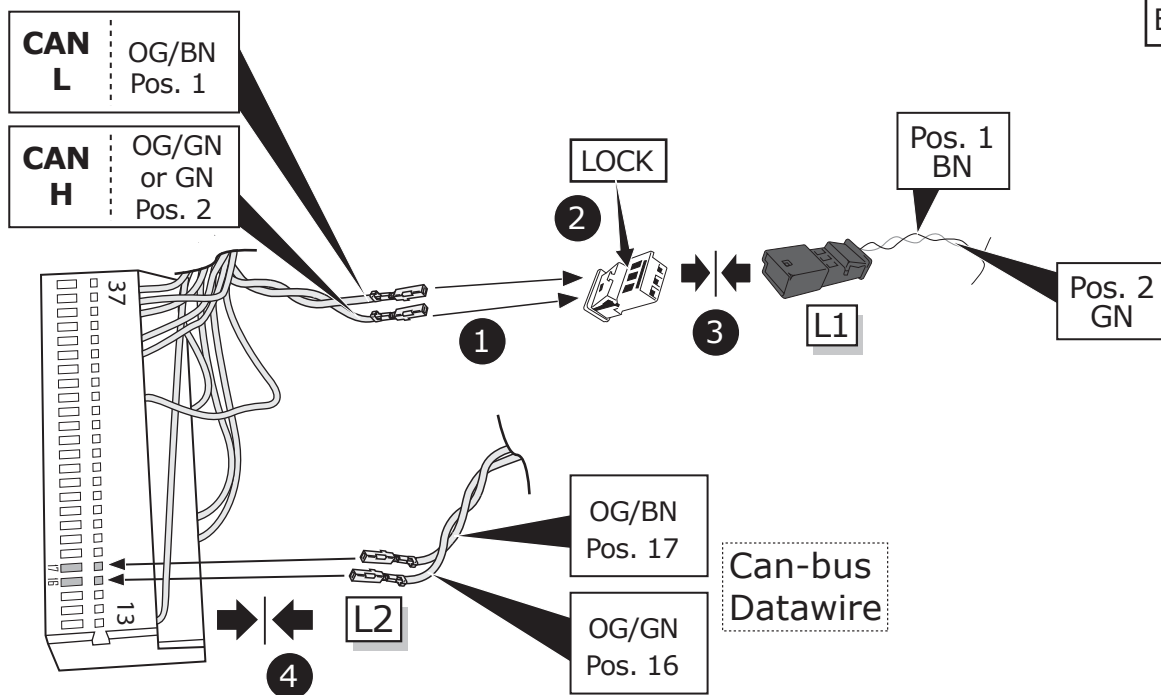 CAN
L
OG/BN
Pos. 1
CAN
H
OG/GN
or GN
Pos. 2
LOCK
2
Pos. 1
BN
Pos. 2
GN
L1
3
1
37
17
16
13
L2
4
OG/BN
Pos. 17
OG/GN
Pos. 16
Can-bus
Datawire